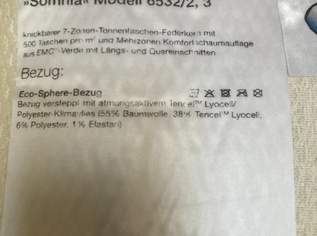 »Somnia« Modell 6532/2, 3
knickbarer 7-Zonen-Tonnentaschen-Federkern mit
500 Taschen pro m² und Mehrzonen Komfortschaumauflage
aus EMC-Verde mit Längs- und Quereinschnitten
Bezug:
Eco-Sphere-Bezug
Bezug versteppt mit atmungsaktivem Tencel™ Lyocell/
Polyester-Klimavlies (55% Baumwolle, 38% Tencel™ Lyocell,
6% Polyester, 1% Elastan)